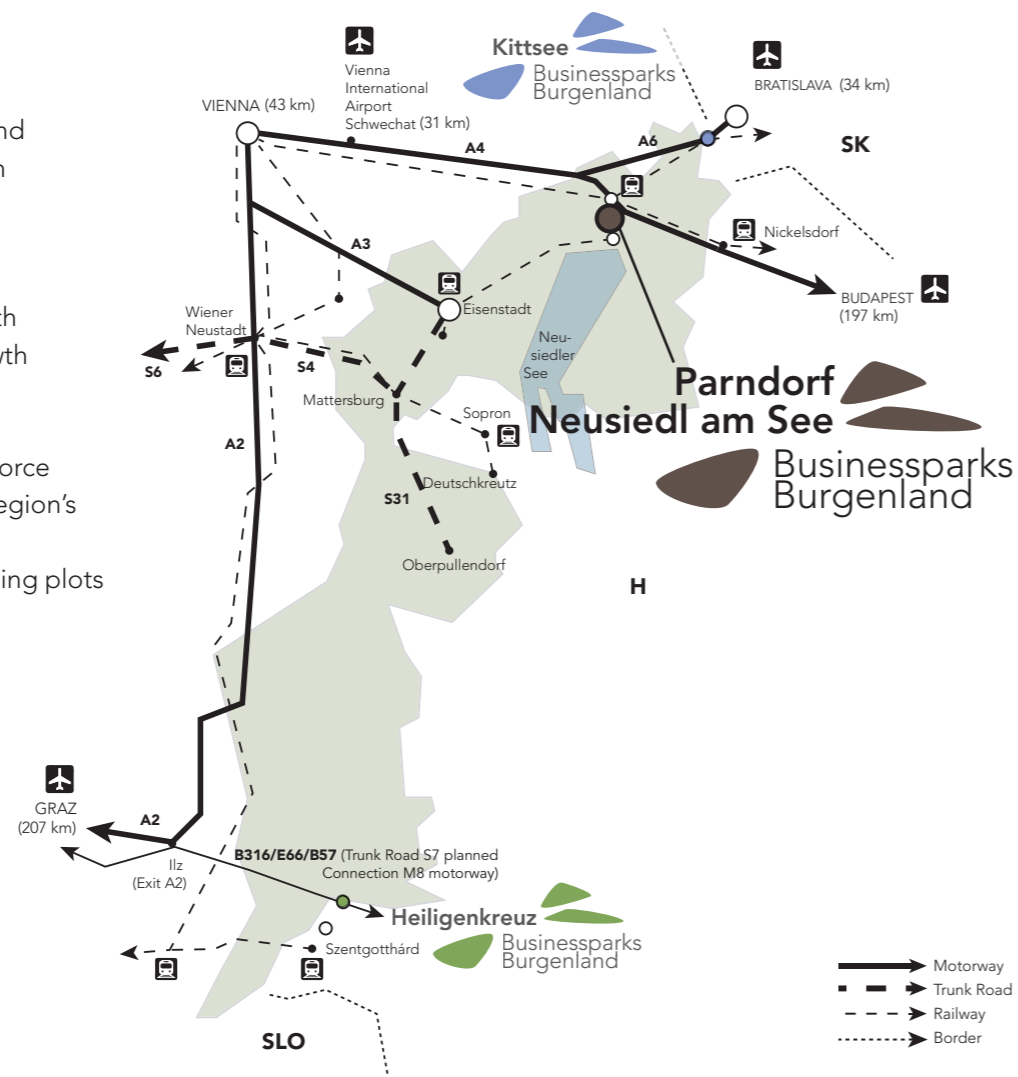 nd
n
th
wth
orce
egion's
ing plots
Kittsee
Businessparks
Burgenland
Vienna
International
Airport
Schwechat (31 km)
VIENNA (43 km)
BRATISLAVA (34 km)
A4
A6
SK
A3
Nickelsdorf
BUDAPEST
(197 km)
Eisenstadt
Wiener
Neustadt
S6
S4
Neu-
siedler
See
Mattersburg
Parndorf
Neusiedl am See
Businessparks
Burgenland
Sopron
A2
Deutschkreutz
S31
Oberpullendorf
H
GRAZ
(207 km)
A2
Ilz
(Exit A2)
B316/E66/B57 (Trunk Road S7 planned
Connection M8 motorway)
Heiligenkreuz
Businessparks
Burgenland
Szentgotthárd
SLO
Motorway
Trunk Road
Railway
Border